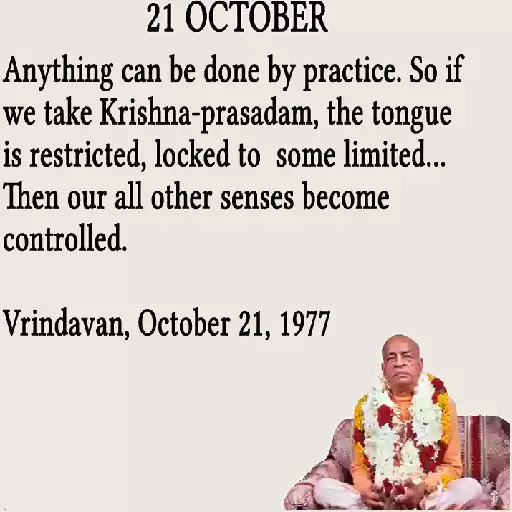 21 OCTOBER
Anything can be done by practice. So if
we take Krishna-prasadam, the tongue
is restricted, locked to some limited...
Then our all other senses become
controlled.
Vrindavan, October 21, 1977